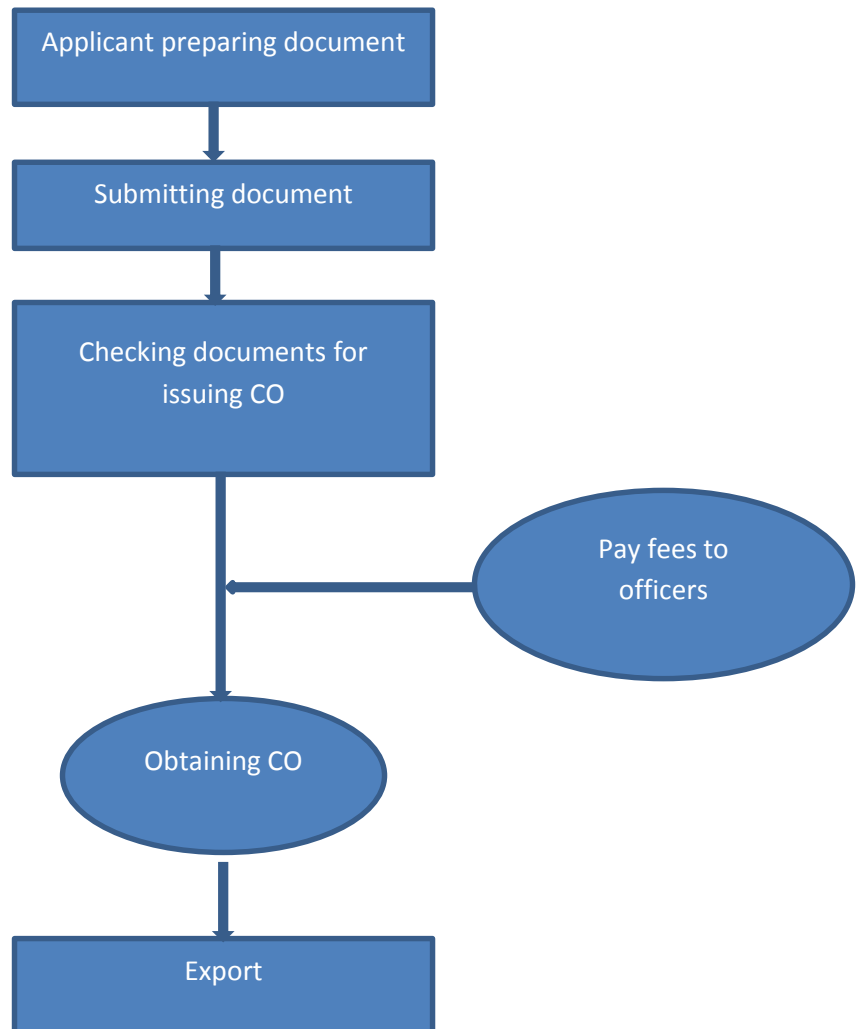 Applicant preparing document
Submitting document
Checking documents for
issuing CO
Pay fees to
officers
Obtaining CO
Export